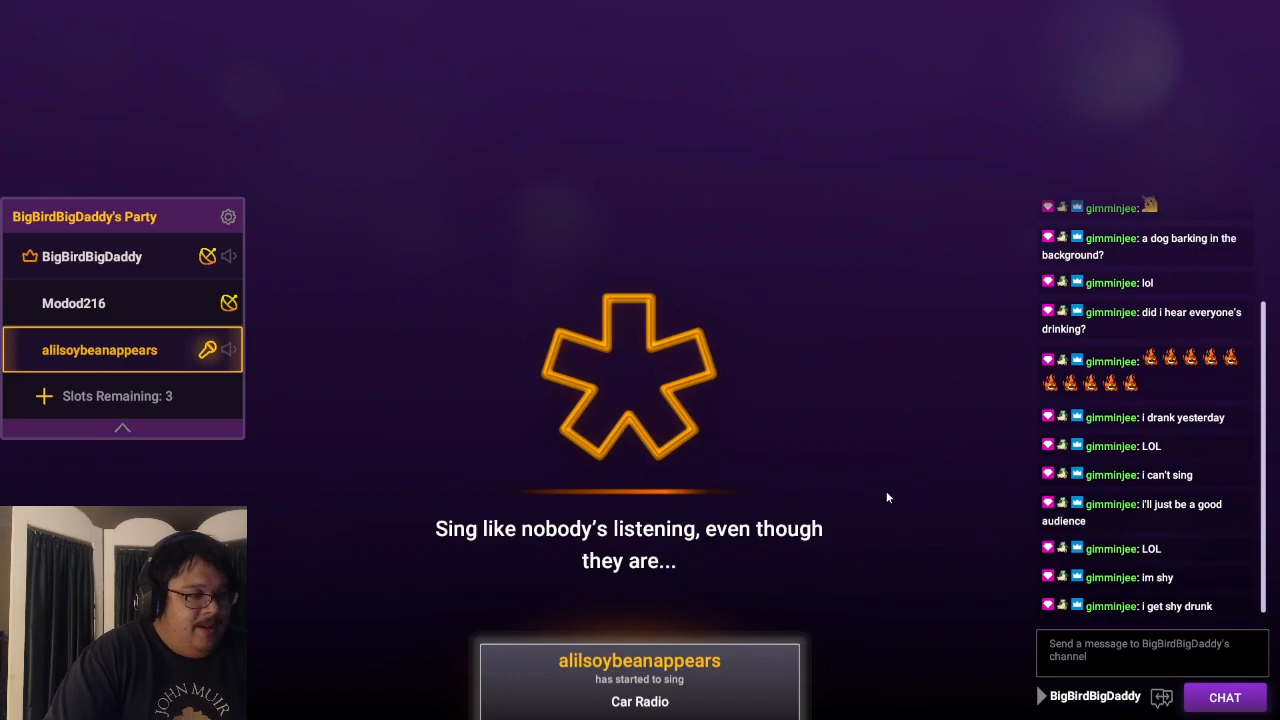 BigBirdBigDaddy's Party
BigBirdBigDaddy
Modod216
alilsoybeanappears
Slots Remaining: 3
Sing like nobody's listening, even though
they are...
alilsoybeanappears
has started to sing
Car Radio
gimminjee:
gimminjee: a dog barking in the
background?
gimminjee: lol
gimminjee: did i hear everyone's
drinking?
gimminjee:
gimminjee: i drank yesterday
gimminjee: LOL
gimminjee: i can't sing
gimminjee: i'll just be a good
audience
gimminjee: LOL
gimminjee: im shy
gimminjee: i get shy drunk
Send a message to BigBirdBigDaddy's
channel
BigBirdBigDaddy
CHAT
JOHN MUIR